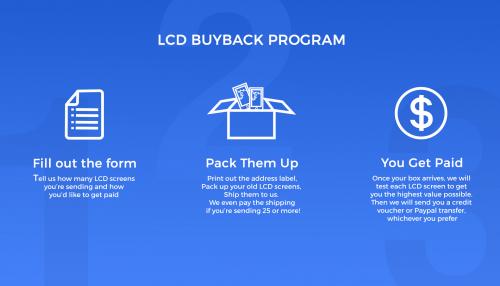 LCD BUYBACK PROGRAM
Fill out the form
Tell us how many LCD screens
you're sending and how
you'd like to get paid
Pack Them Up
Print out the address label,
Pack up your old LCD screens,
Ship them to us.
We even pay the shipping
if you're sending 25 or more!
$
You Get Paid
Once your box arrives, we will
test each LCD screen to get
you the highest value possible.
Then we will send you a credit
voucher or Paypal transfer,
whichever you prefer
1
2
3